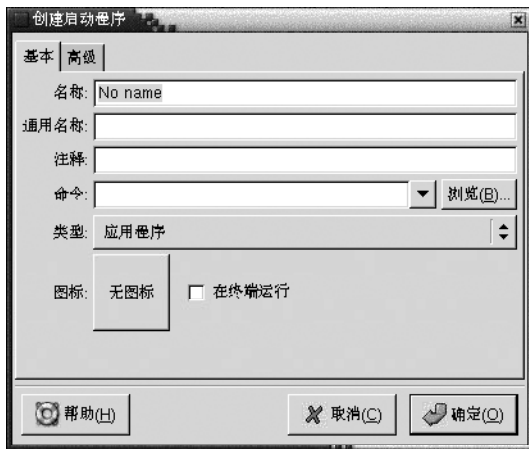 创建启动程序
基本 高级
名称: No name
通用名称:
注释:
命令: 浏览(B)...
类型: 应用程序
图标: 无图标 在终端运行
帮助(H) 取消(C) 确定(O)